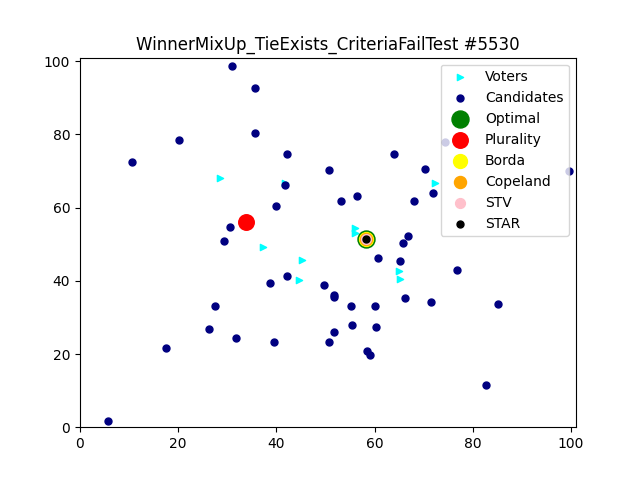 WinnerMixUp_TieExists_CriteriaFailTest #5530
100
80
60
40
20
0
0
20
40
60
80
100
Voters
Candidates
Optimal
Plurality
Borda
Copeland
STV
STAR